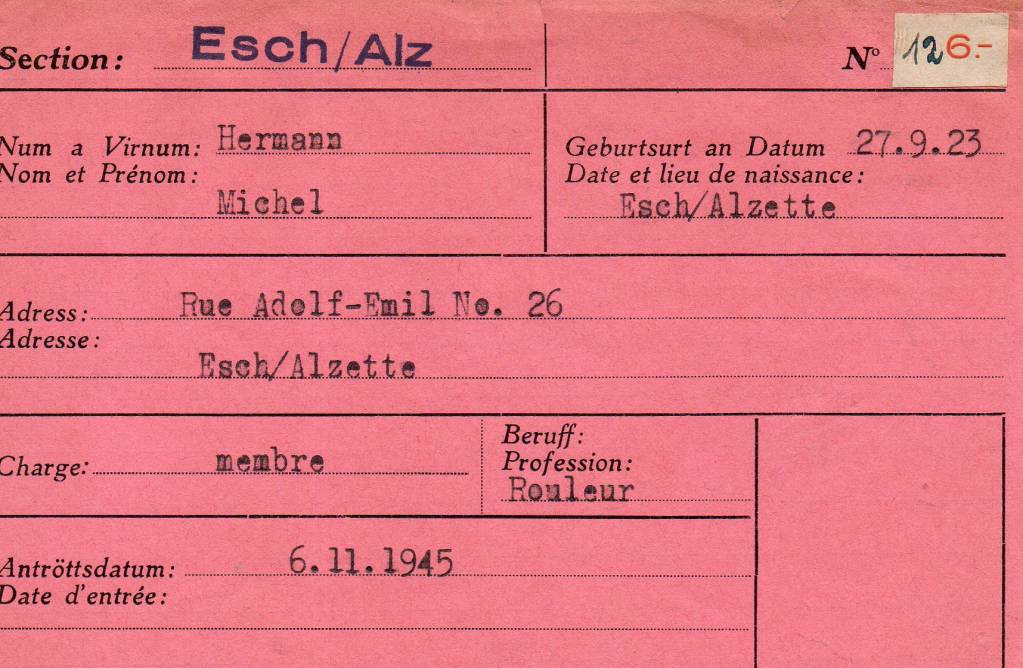 Section: Esch/Alz
N° 126.-
Num a Virnum: Hermann
Nom et Prénom:
Michel
Geburtsurt an Datum 27.9.23
Date et lieu de naissance:
Esch/Alzette
Adress: Rue Adolf-Emil No. 26
Adresse:
Esch/Alzette
Charge: membre
Beruff:
Profession:
Rouleur
Antröttsdatum: 6.11.1945
Date d'entrée: